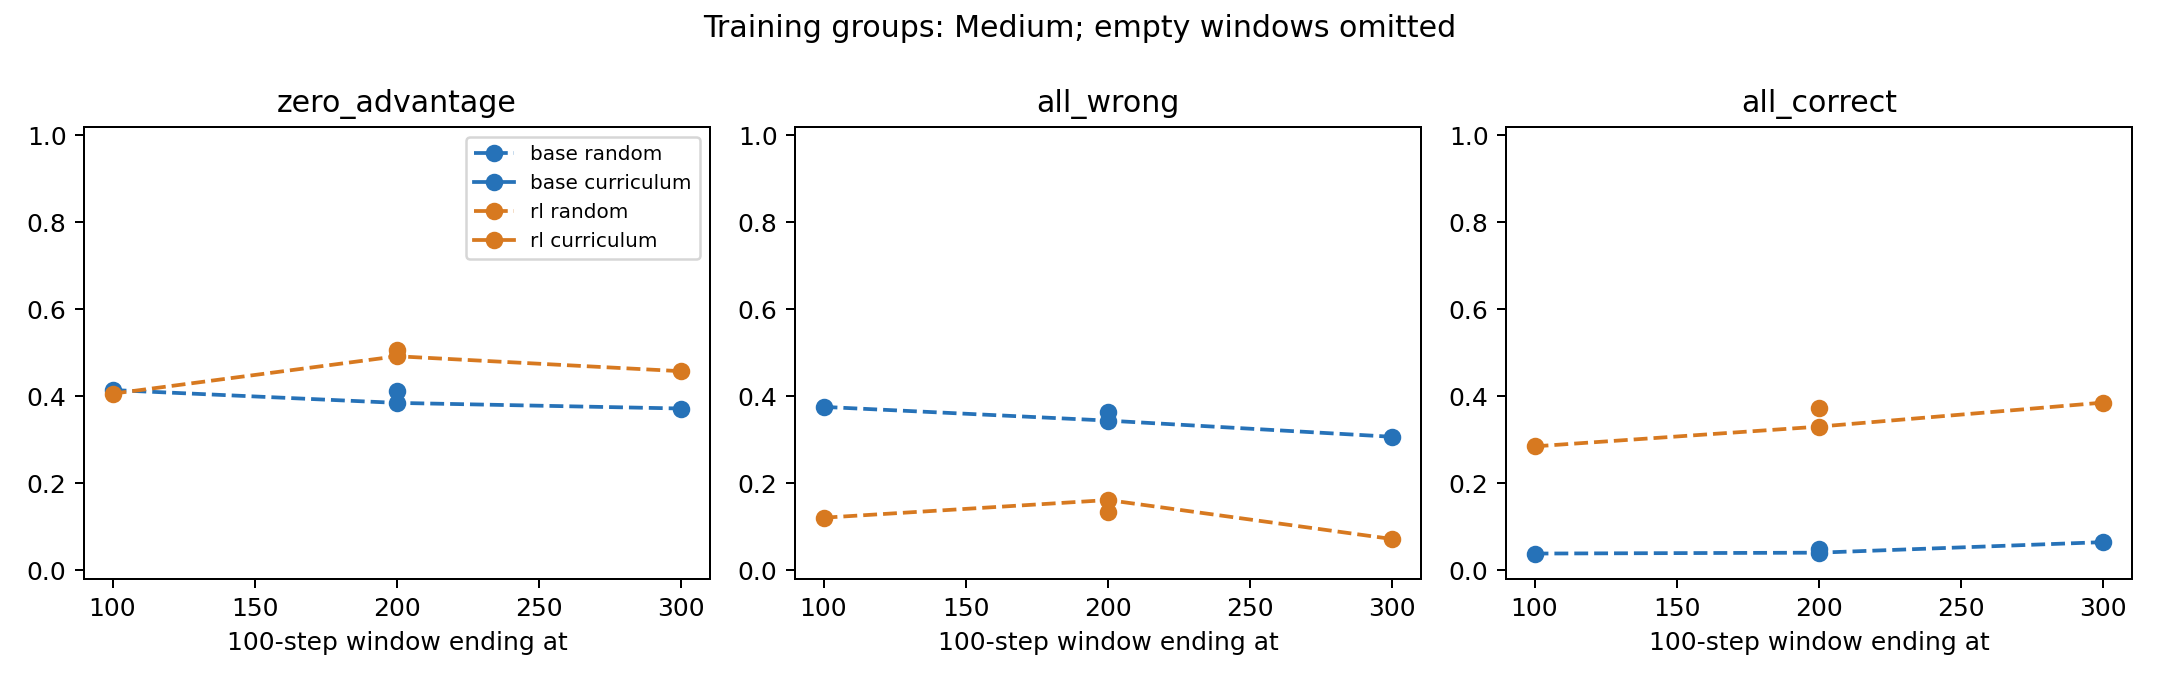 Training groups: Medium; empty windows omitted
zero_advantage
1.0
0.8
0.6
0.4
0.2
0.0
base random
base curriculum
rl random
rl curriculum
100 150 200 250 300
100-step window ending at
all_wrong
1.0
0.8
0.6
0.4
0.2
0.0
100 150 200 250 300
100-step window ending at
all_correct
1.0
0.8
0.6
0.4
0.2
0.0
100 150 200 250 300
100-step window ending at